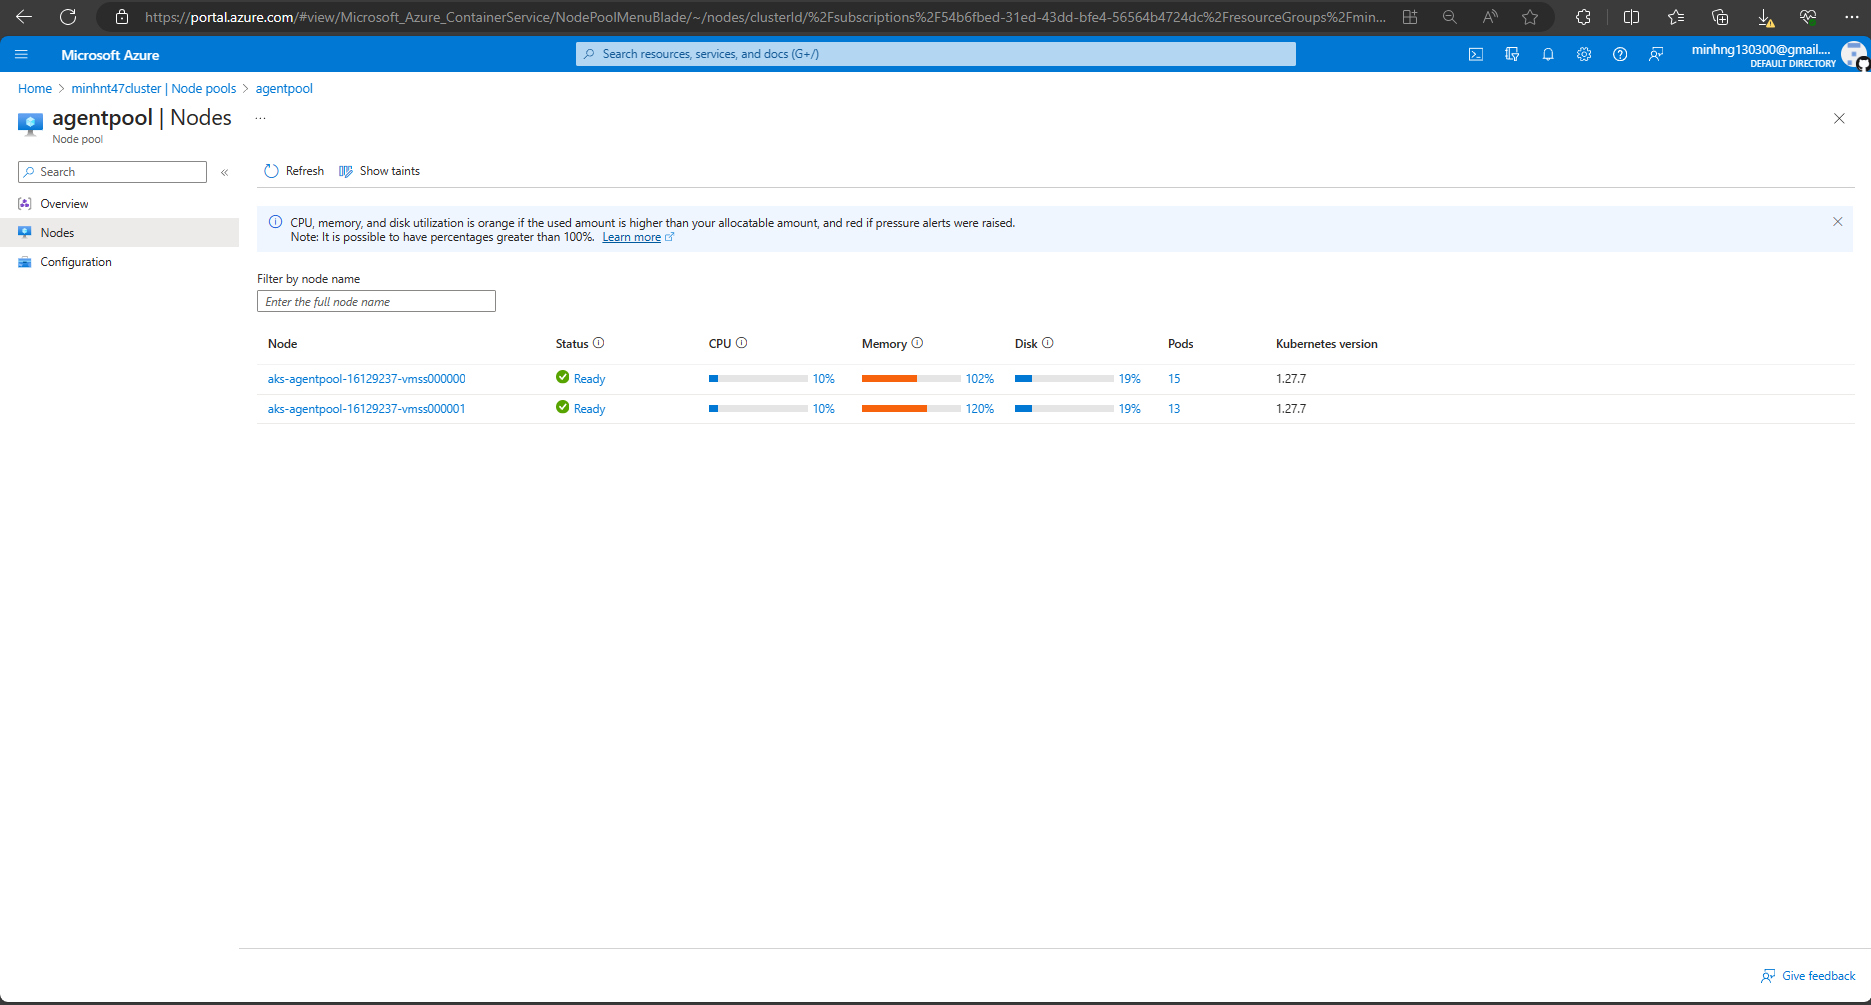 https://portal.azure.com/#view/Microsoft_Azure_ContainerService/NodePoolMenuBlade/~/nodes/clusterId/%2Fsubscriptions%2F54b6fbed-31ed-43dd-bfe4-56564b4724dc%2FresourceGroups%2Fmin...
Microsoft Azure
Search resources, services, and docs (G+/)
minhng130300@gmail....
DEFAULT DIRECTORY
Home > minhnt47cluster | Node pools > agentpool
agentpool | Nodes ...
Node pool
Search «
Refresh Show taints
Overview
Nodes
Configuration
CPU, memory, and disk utilization is orange if the used amount is higher than your allocatable amount, and red if pressure alerts were raised.
Note: It is possible to have percentages greater than 100%. Learn more
Filter by node name
Enter the full node name
Node Status CPU Memory Disk Pods Kubernetes version
aks-agentpool-16129237-vmss000000 Ready 10% 102% 19% 15 1.27.7
aks-agentpool-16129237-vmss000001 Ready 10% 120% 19% 13 1.27.7
Give feedback